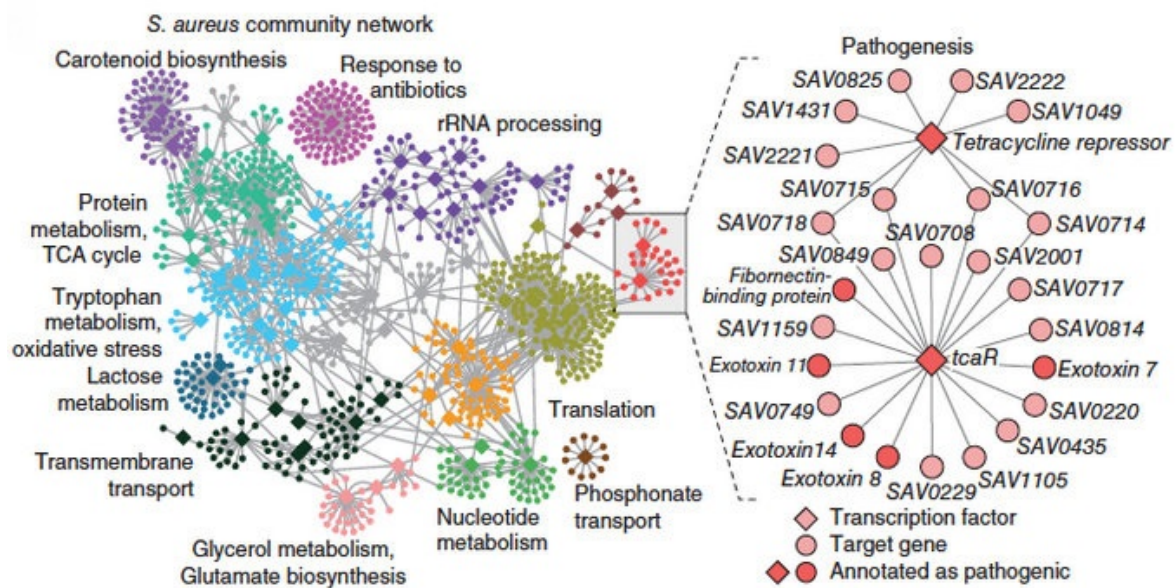 S. aureus community network
Carotenoid biosynthesis
Response to
antibiotics
rRNA processing
Protein
metabolism,
TCA cycle
Tryptophan
metabolism,
oxidative stress
Lactose
metabolism
Transmembrane
transport
Glycerol metabolism,
Glutamate biosynthesis
Nucleotide
metabolism
Translation
Phosphonate
transport
Pathogenesis
SAV0825
SAV2222
SAV1431
SAV1049
Tetracycline repressor
SAV2221
SAV0715
SAV0716
SAV0718
SAV0708
SAV0714
SAV0849
SAV2001
Fibornectin-
binding protein
SAV0717
SAV1159
SAV0814
tcaR
Exotoxin 11
Exotoxin 7
SAV0749
SAV0220
Exotoxin14
SAV0435
Exotoxin 8
SAV0229
SAV1105
Transcription factor
Target gene
Annotated as pathogenic